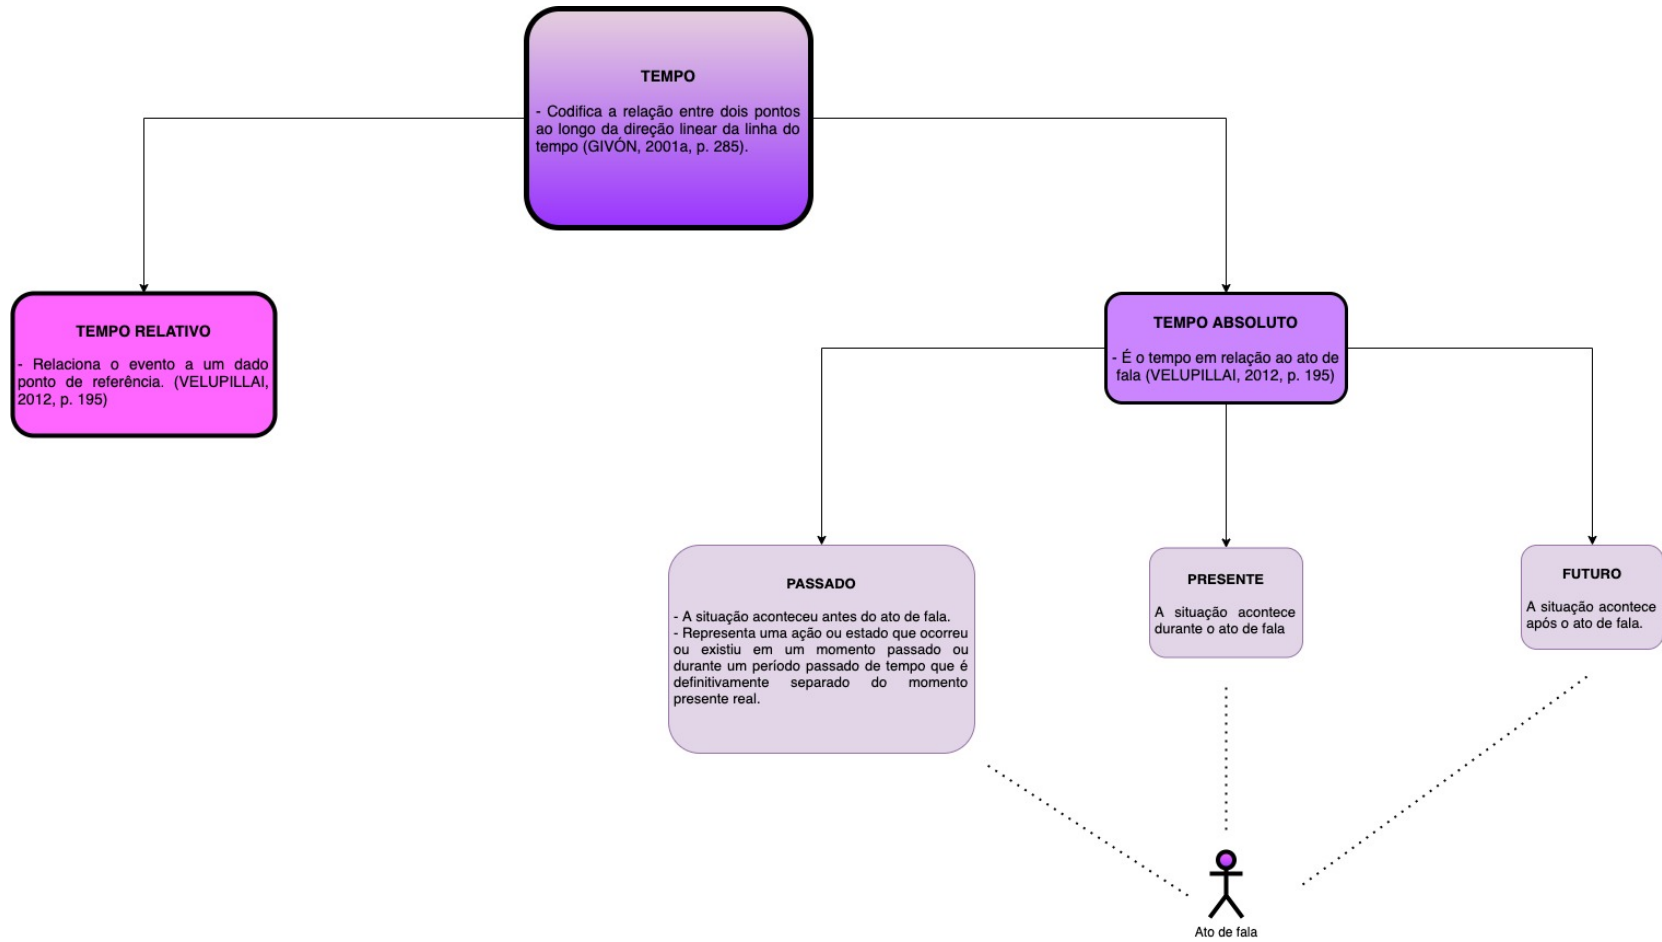 TEMPO
- Codifica a relação entre dois pontos
ao longo da direção linear da linha do
tempo (GIVÓN, 2001a, p. 285).
TEMPO RELATIVO
- Relaciona o evento a um dado
ponto de referência. (VELUPILLAI,
2012, p. 195)
TEMPO ABSOLUTO
- É o tempo em relação ao ato de
fala (VELUPILLAI, 2012, p. 195)
PASSADO
- A situação aconteceu antes do ato de fala.
- Representa uma ação ou estado que ocorreu
ou existiu em um momento passado ou
durante um período passado de tempo que é
definitivamente separado do momento
presente real.
PRESENTE
A situação acontece
durante o ato de fala
FUTURO
A situação acontece
após o ato de fala.
Ato de fala